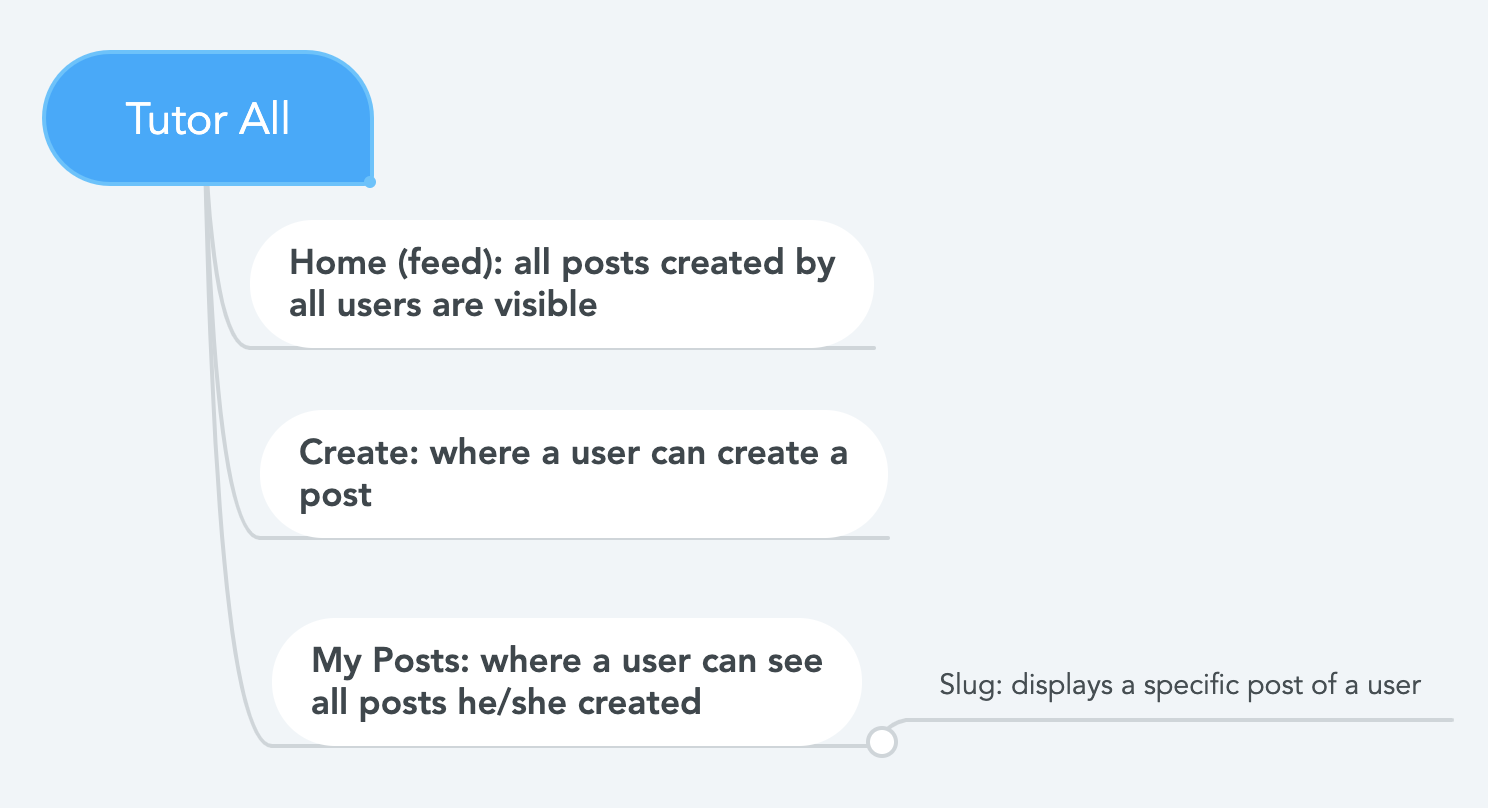 Tutor All
Home (feed): all posts created by
all users are visible
Create: where a user can create a
post
My Posts: where a user can see
all posts he/she created
Slug: displays a specific post of a user